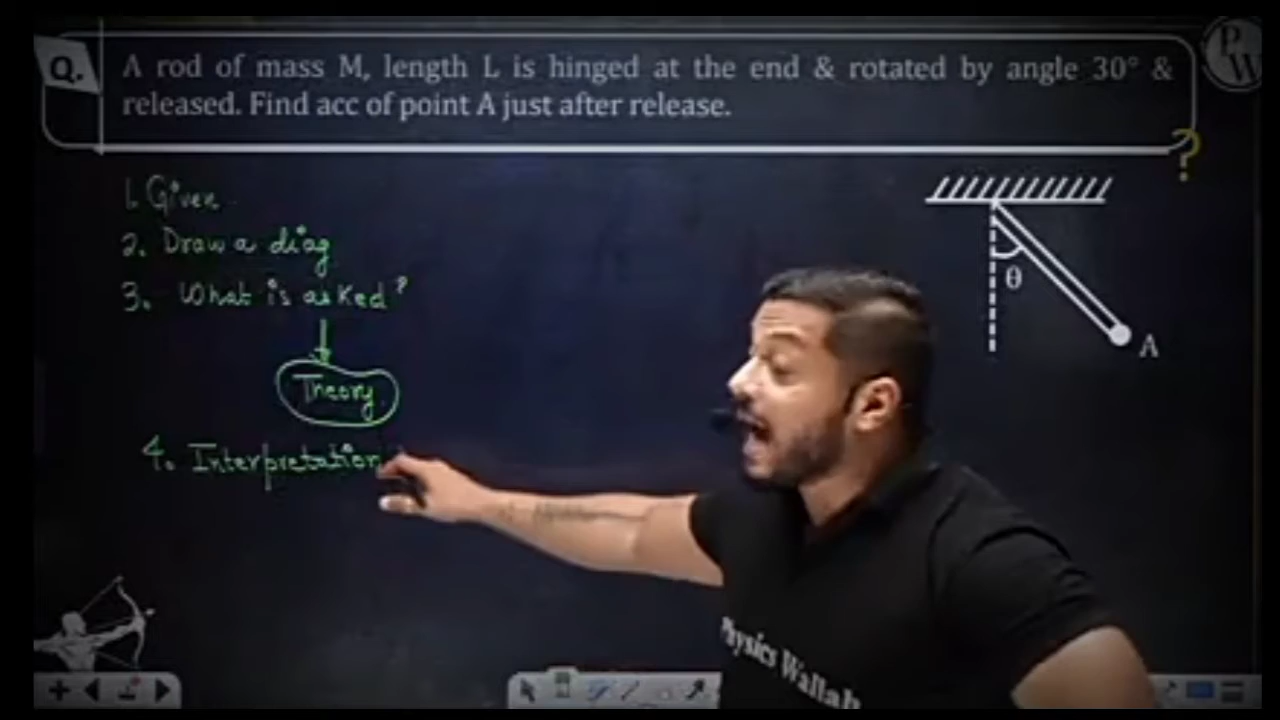 Q.
A rod of mass M, length L is hinged at the end & rotated by angle 30° &
released. Find acc of point A just after release.
PW
?
1. Given
2. Draw a diag
3. What is asked?
Theory
4. Interpretation
θ
A
Physics Wallah